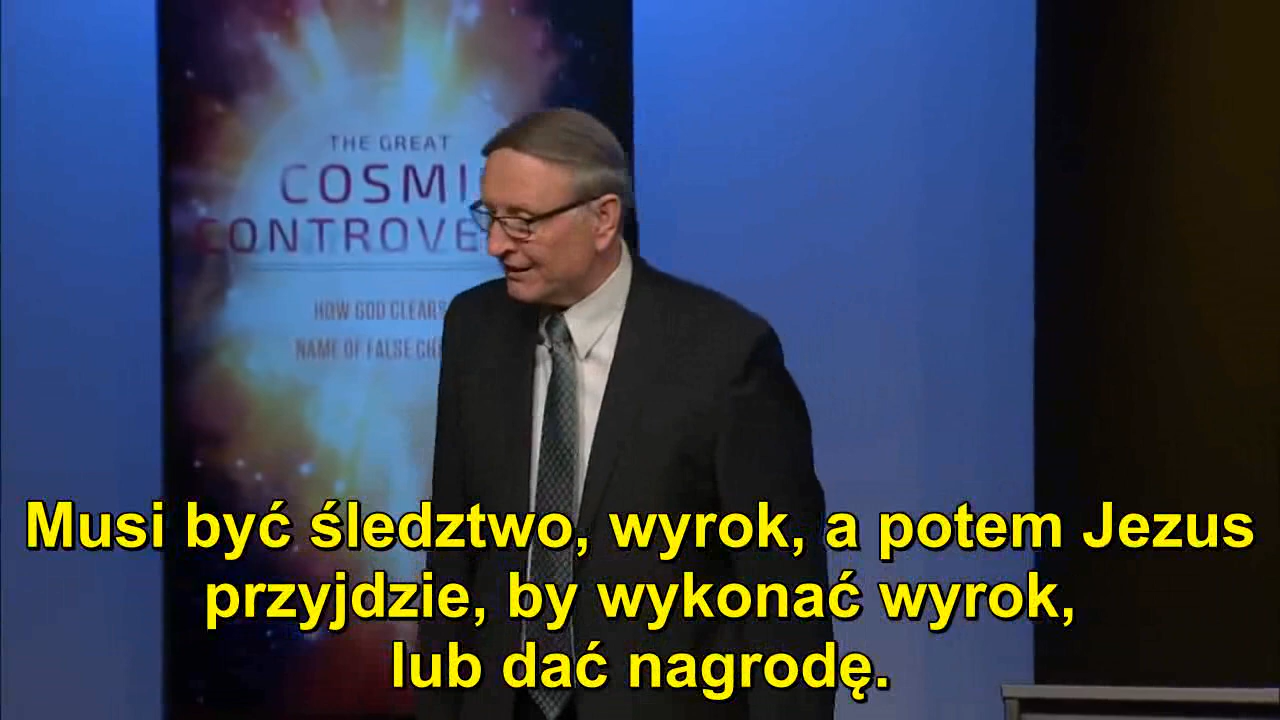 THE GREAT
COSMI
CONTROVE
HOW GOD CLEARS
NAME OF FALSE CH
Musi być śledztwo, wyrok, a potem Jezus
przyjdzie, by wykonać wyrok,
lub dać nagrodę.